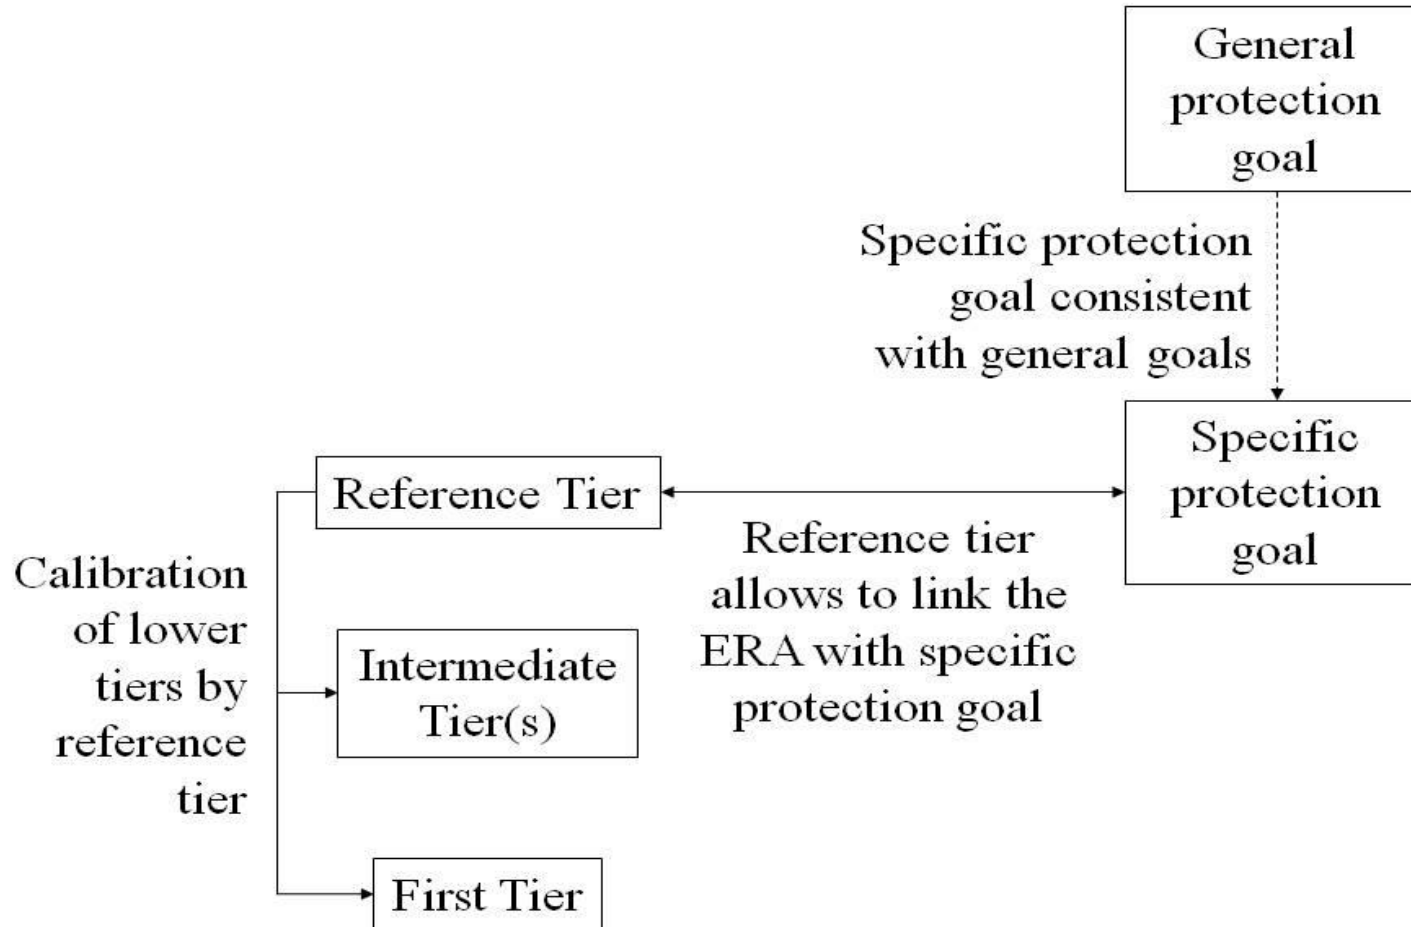 General
protection
goal
Specific protection
goal consistent
with general goals
Specific
protection
goal
Reference Tier
Reference tier
allows to link the
ERA with specific
protection goal
Calibration
of lower
tiers by
reference
tier
Intermediate
Tier(s)
First Tier